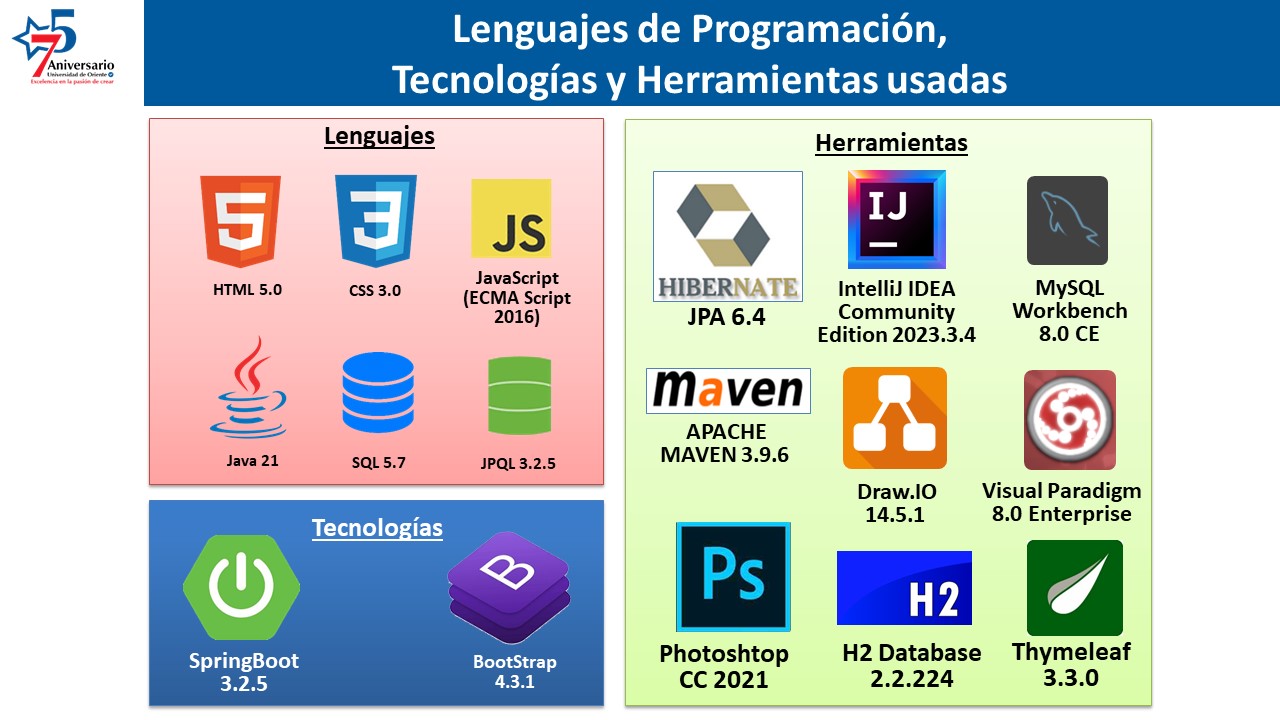 75
Aniversario
Universidad de Oriente
Excelencia en la pasión de crear
Lenguajes de Programación,
Tecnologías y Herramientas usadas
Lenguajes
5
HTML 5.0
3
CSS 3.0
JS
JavaScript
(ECMA Script
2016)
Java 21
SQL 5.7
JPQL 3.2.5
Tecnologías
SpringBoot
3.2.5
B
BootStrap
4.3.1
Herramientas
HIBERNATE
JPA 6.4
IJ
IntelliJ IDEA
Community
Edition 2023.3.4
MySQL
Workbench
8.0 CE
maven
APACHE
MAVEN 3.9.6
Draw.IO
14.5.1
Visual Paradigm
8.0 Enterprise
Ps
Photoshtop
CC 2021
H2
H2 Database
2.2.224
Thymeleaf
3.3.0